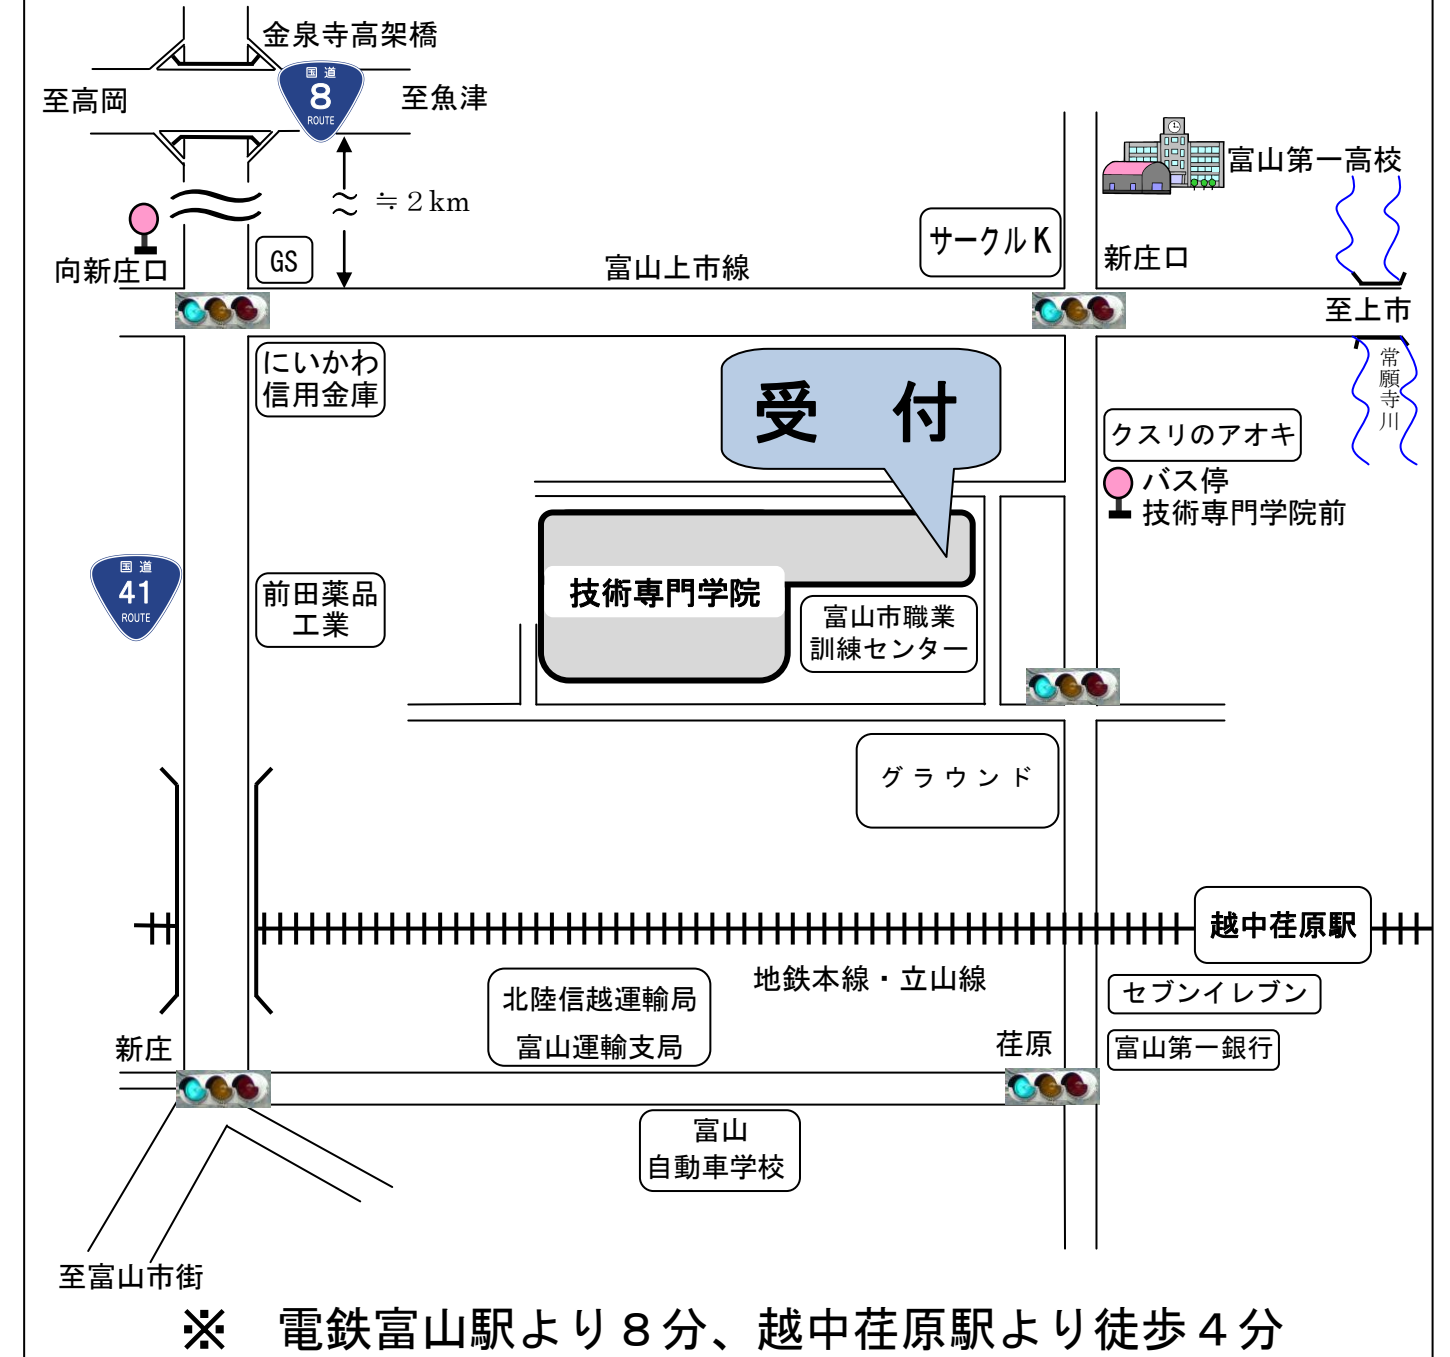 金泉寺高架橋
国道
8
ROUTE
至高岡
至魚津
富山第一高校
≒2km
サークルK
向新庄口
GS
富山上市線
新庄口
至上市
にいかわ
信用金庫
受　付
常願寺川
クスリのアオキ
バス停
技術専門学院前
国道
41
ROUTE
前田薬品
工業
技術専門学院
富山市職業
訓練センター
グラウンド
越中荏原駅
地鉄本線・立山線
北陸信越運輸局
富山運輸支局
セブンイレブン
新庄
荏原
富山第一銀行
富山
自動車学校
至富山市街
※　電鉄富山駅より８分、越中荏原駅より徒歩４分